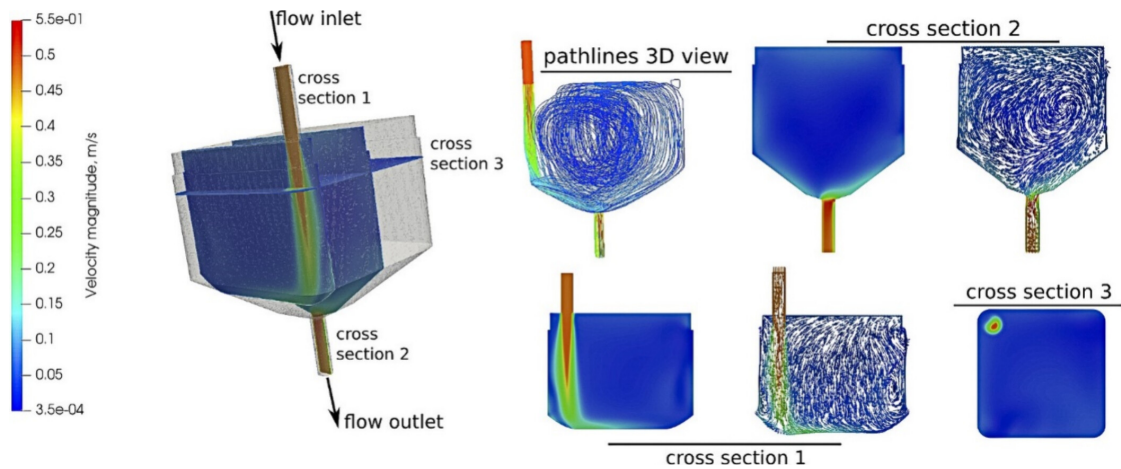 5.5e-01
0.5
0.45
0.4
0.35
0.3
0.25
0.2
0.15
0.1
0.05
3.5e-04
Velocity magnitude, m/s
flow inlet
cross
section 1
cross
section 3
cross
section 2
flow outlet
pathlines 3D view
cross section 2
cross section 1
cross section 3